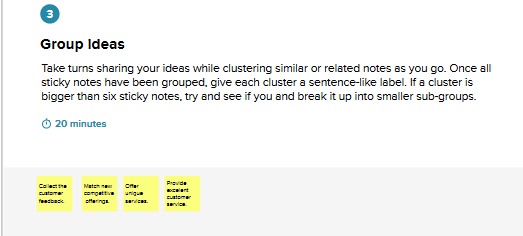 3
Group Ideas
Take turns sharing your ideas while clustering similar or related notes as you go. Once all
sticky notes have been grouped, give each cluster a sentence-like label. If a cluster is
bigger than six sticky notes, try and see if you and break it up into smaller sub-groups.
20 minutes
Collect the
customer
feedback.
Match new
competitive
offerings.
Offer
unique
services.
Provide
excelent
customer
service.